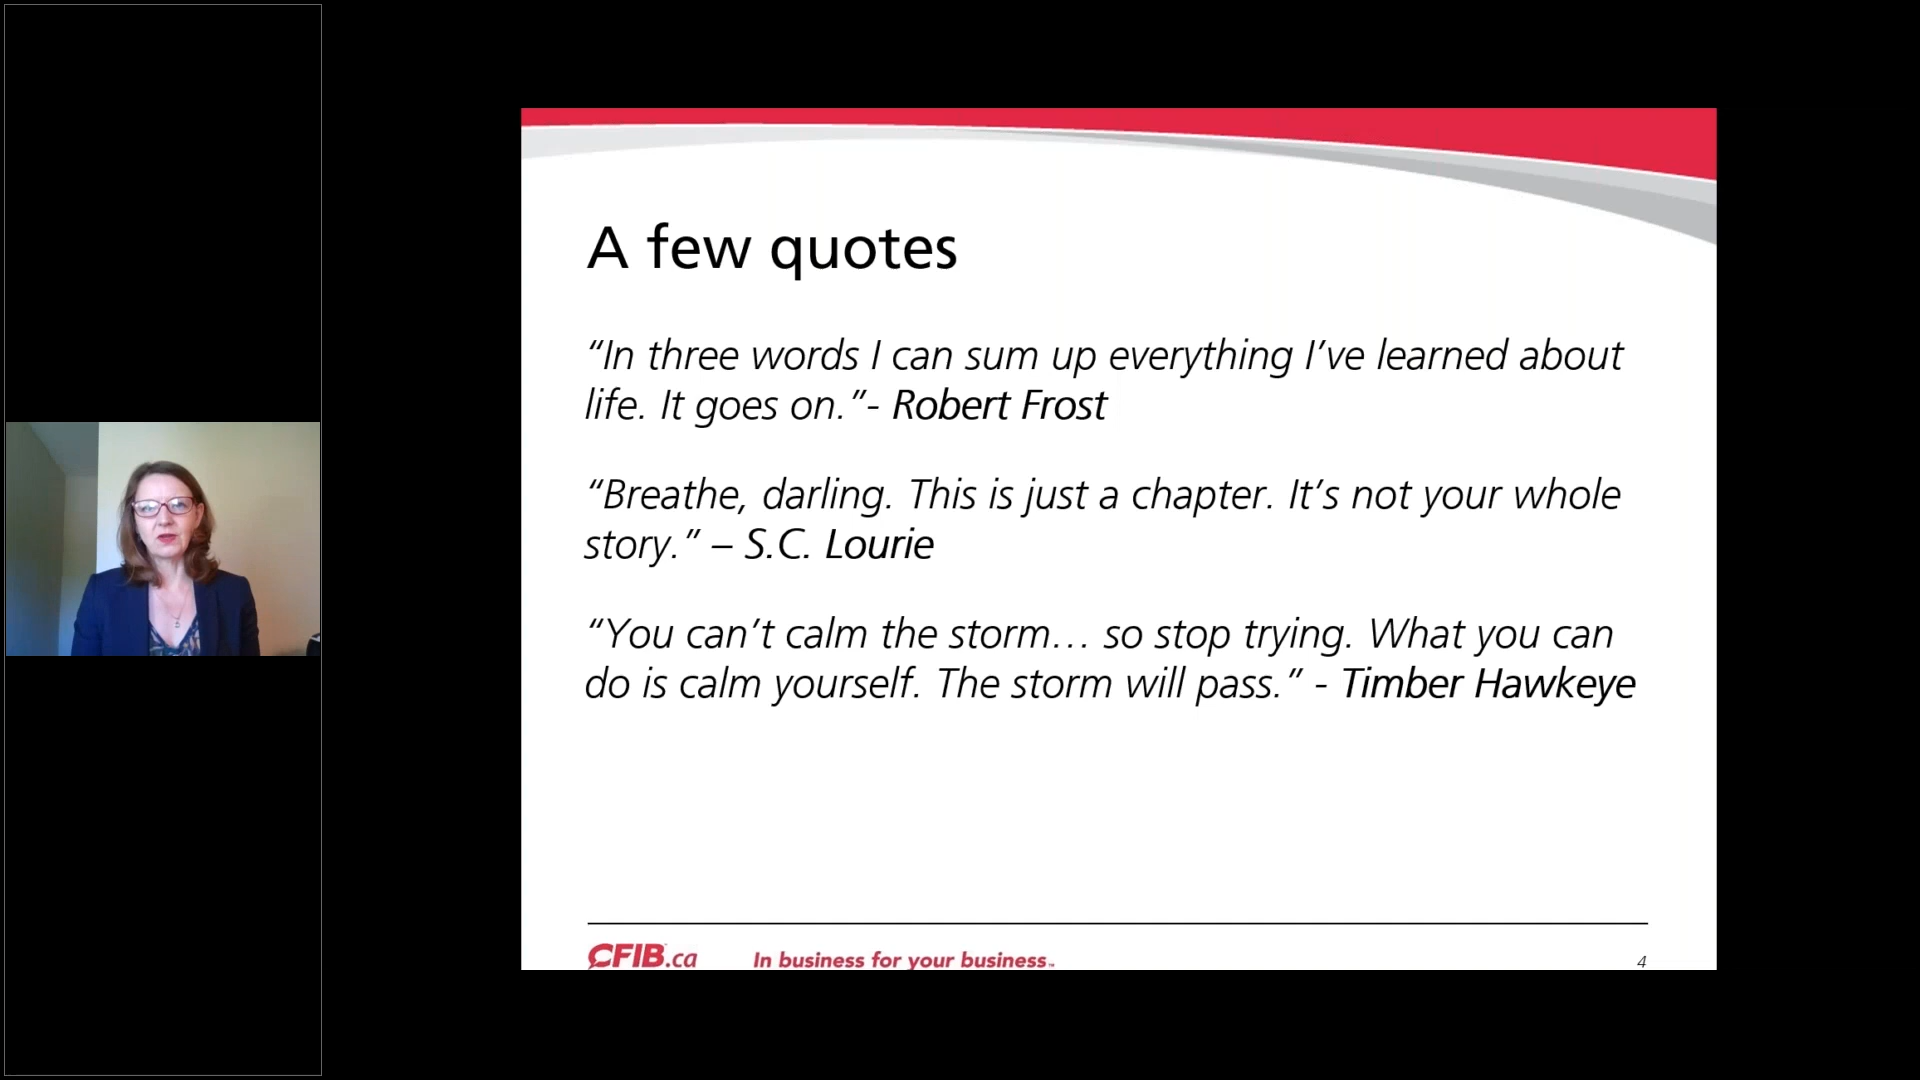 A few quotes
“In three words I can sum up everything I’ve learned about
life. It goes on.”- Robert Frost
“Breathe, darling. This is just a chapter. It’s not your whole
story.” – S.C. Lourie
“You can’t calm the storm… so stop trying. What you can
do is calm yourself. The storm will pass.” - Timber Hawkeye
CFIB.ca In business for your business™ 4